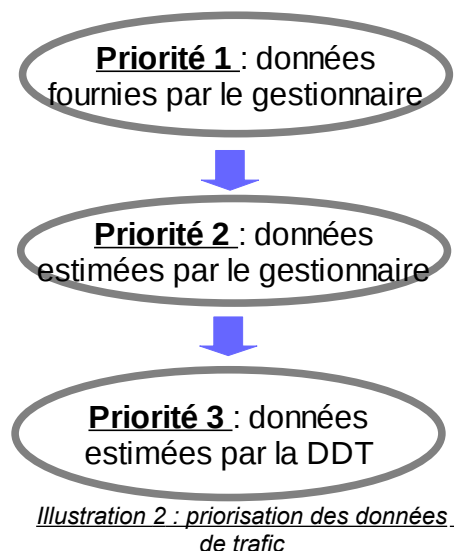 Priorité 1 : données
fournies par le gestionnaire
Priorité 2 : données
estimées par le gestionnaire
Priorité 3 : données
estimées par la DDT
Illustration 2 : priorisation des données
de trafic